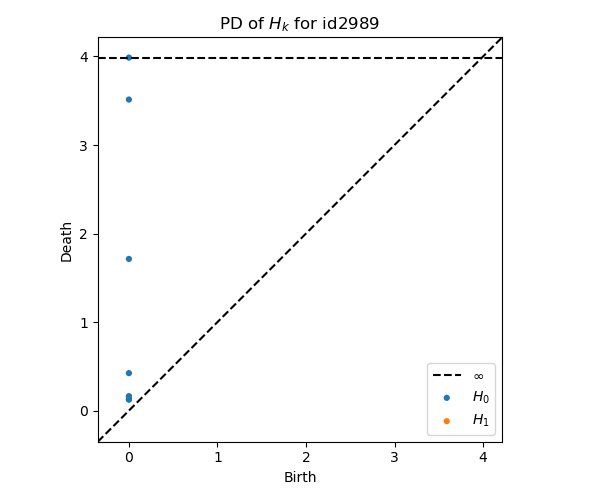 PD of $H_k$ for id2989
Death
4
3
2
1
0
0 1 2 3 4
Birth
∞
$H_0$
$H_1$